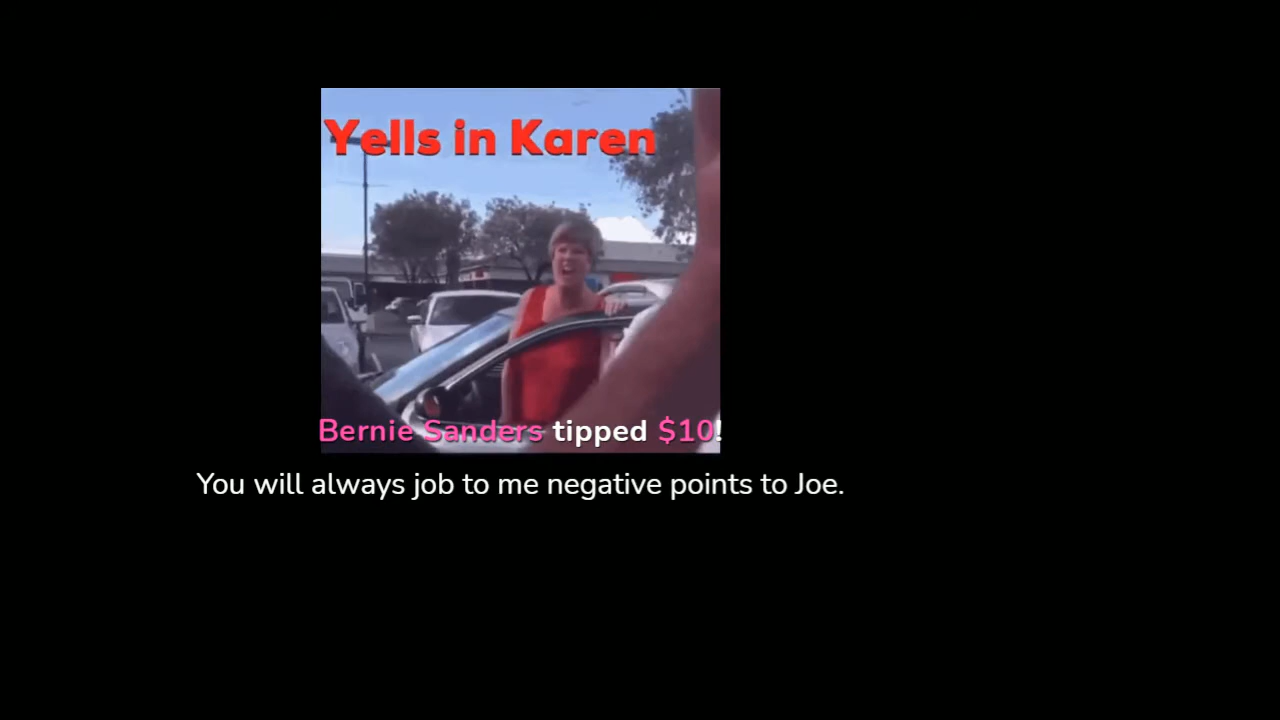 Yells in Karen
Bernie Sanders tipped $10!
You will always job to me negative points to Joe.